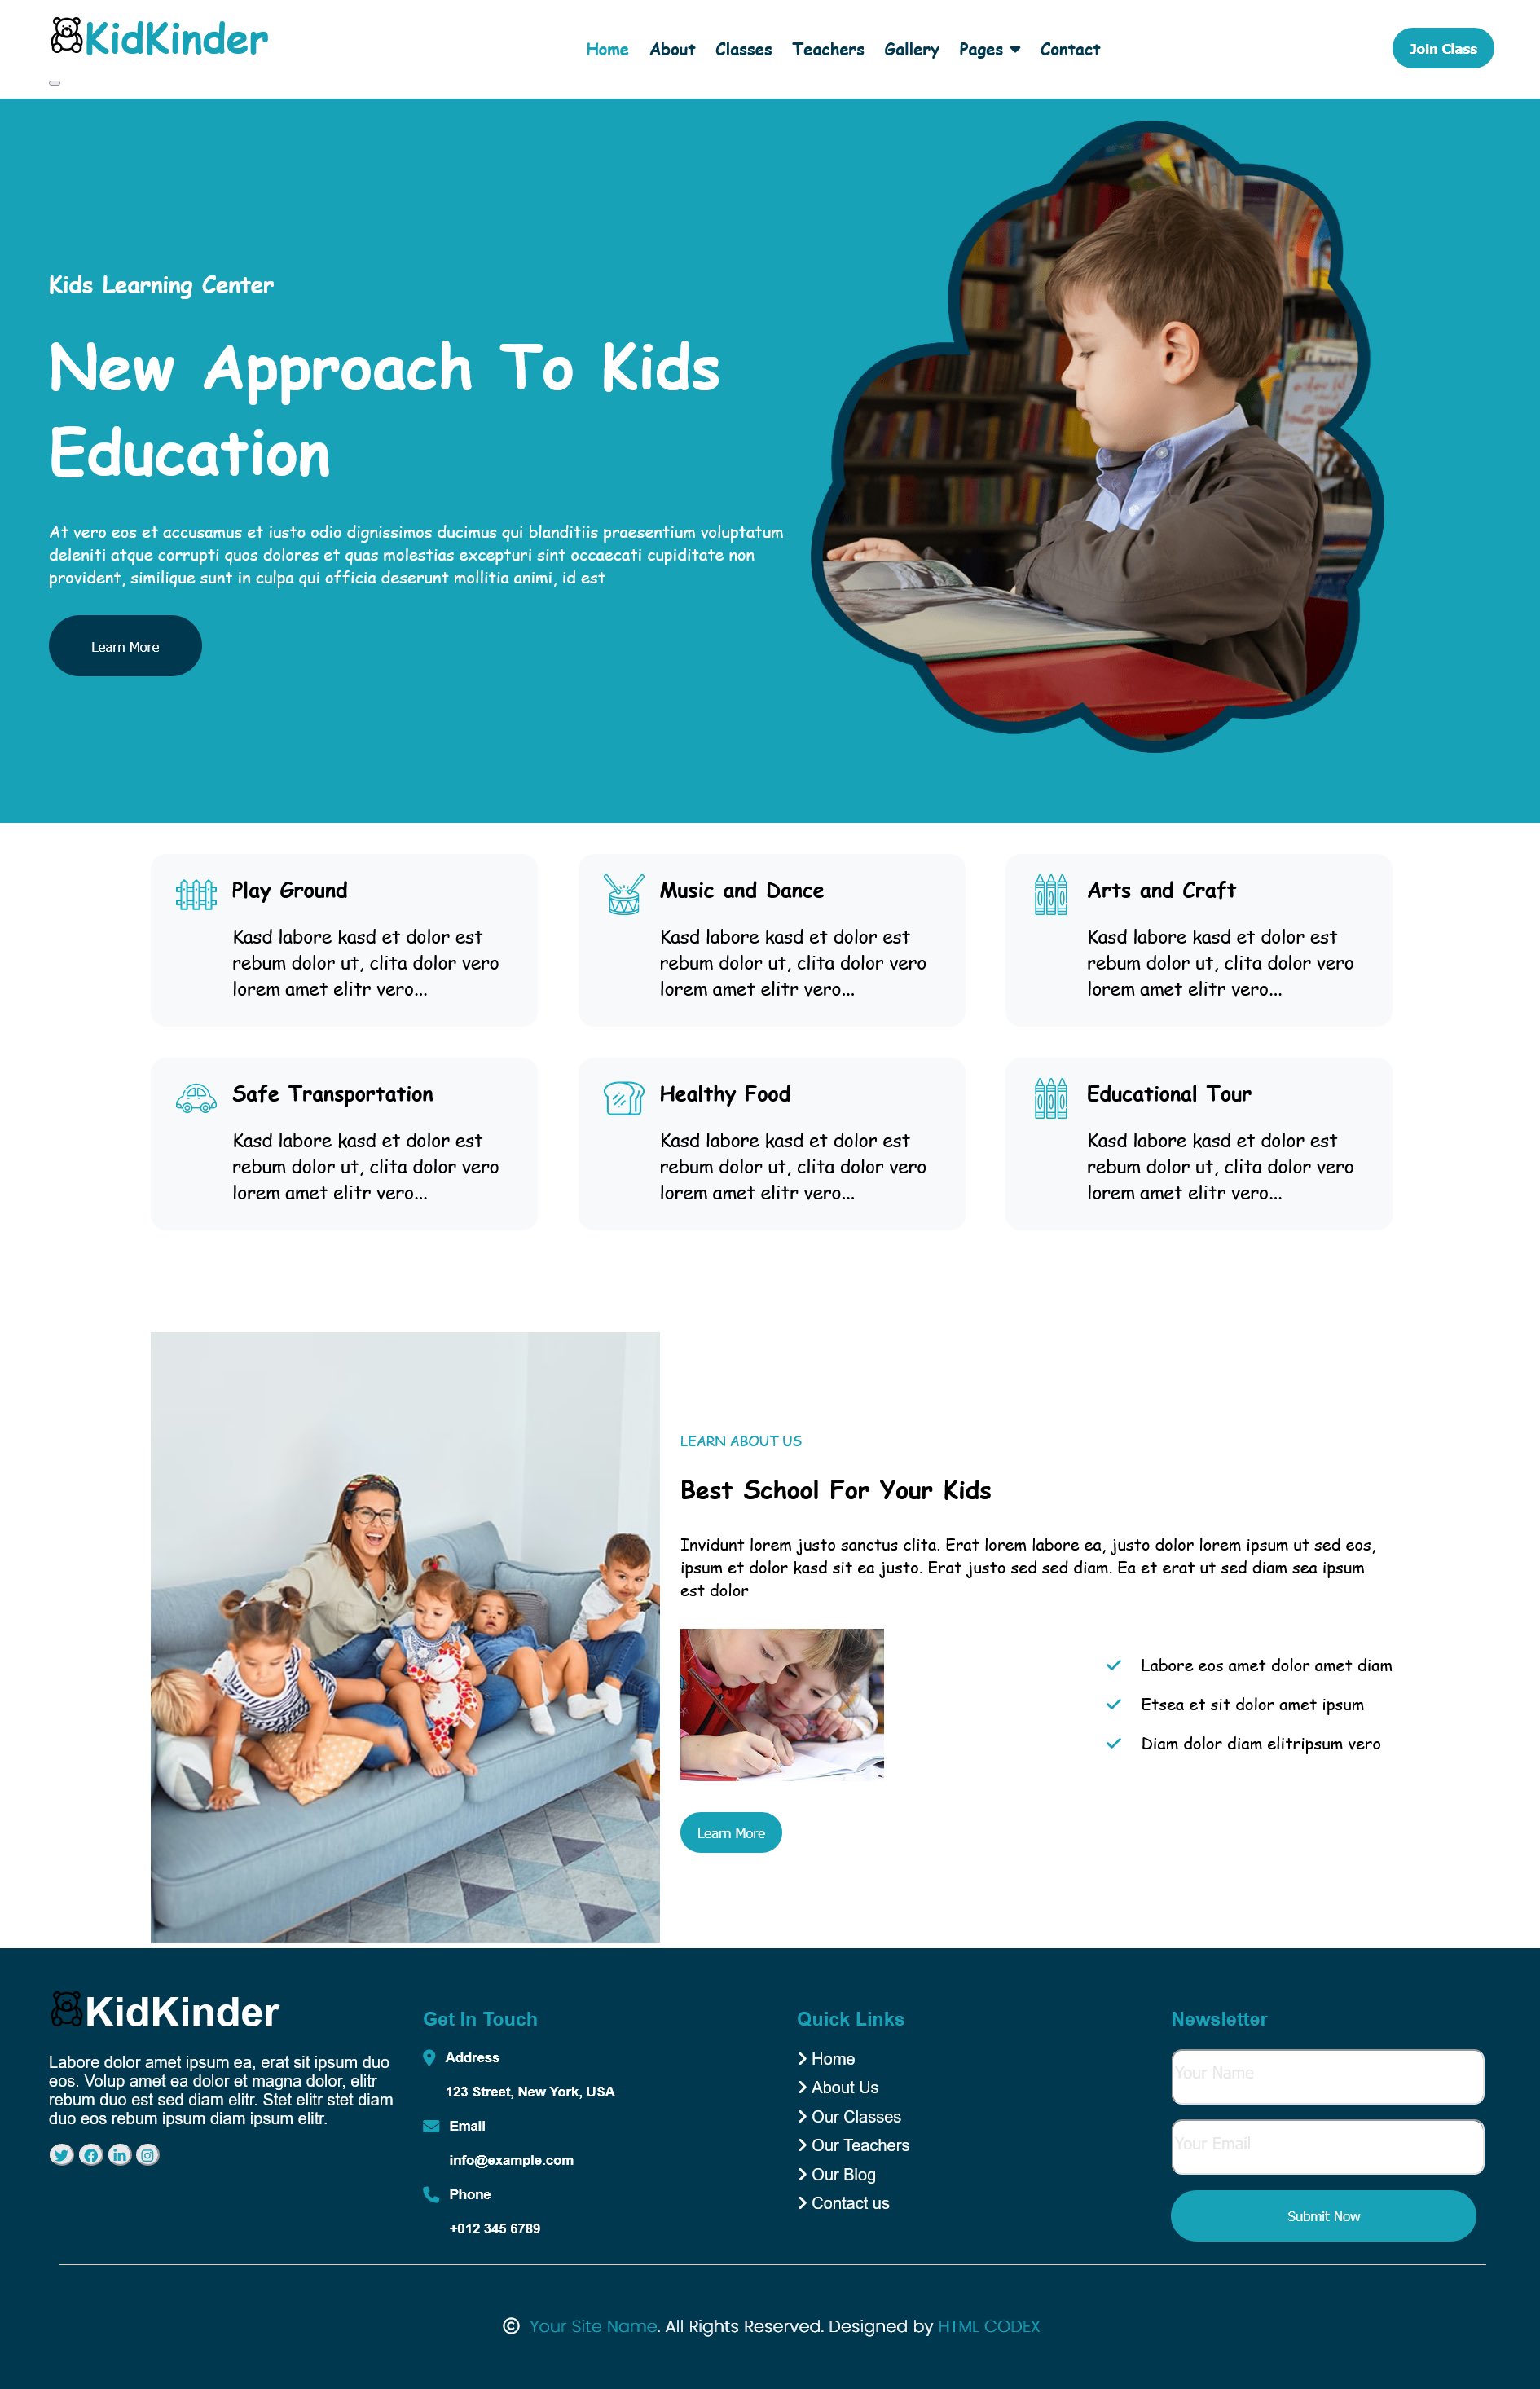 KidKinder
Home About Classes Teachers Gallery Pages Contact
Join Class
Kids Learning Center
New Approach To Kids
Education
At vero eos et accusamus et iusto odio dignissimos ducimus qui blanditiis praesentium voluptatum
deleniti atque corrupti quos dolores et quas molestias excepturi sint occaecati cupiditate non
provident, similique sunt in culpa qui officia deserunt mollitia animi, id est
Learn More
Play Ground
Kasd labore kasd et dolor est
rebum dolor ut, clita dolor vero
lorem amet elitr vero...
Music and Dance
Kasd labore kasd et dolor est
rebum dolor ut, clita dolor vero
lorem amet elitr vero...
Arts and Craft
Kasd labore kasd et dolor est
rebum dolor ut, clita dolor vero
lorem amet elitr vero...
Safe Transportation
Kasd labore kasd et dolor est
rebum dolor ut, clita dolor vero
lorem amet elitr vero...
Healthy Food
Kasd labore kasd et dolor est
rebum dolor ut, clita dolor vero
lorem amet elitr vero...
Educational Tour
Kasd labore kasd et dolor est
rebum dolor ut, clita dolor vero
lorem amet elitr vero...
LEARN ABOUT US
Best School For Your Kids
Invidunt lorem justo sanctus clita. Erat lorem labore ea, justo dolor lorem ipsum ut sed eos,
ipsum et dolor kasd sit ea justo. Erat justo sed sed diam. Ea et erat ut sed diam sea ipsum
est dolor
Labore eos amet dolor amet diam
Etsea et sit dolor amet ipsum
Diam dolor diam elitripsum vero
Learn More
KidKinder
Labore dolor amet ipsum ea, erat sit ipsum duo
eos. Volup amet ea dolor et magna dolor, elitr
rebum duo est sed diam elitr. Stet elitr stet diam
duo eos rebum ipsum diam ipsum elitr.
Get In Touch
Address
123 Street, New York, USA
Email
info@example.com
Phone
+012 345 6789
Quick Links
Home
About Us
Our Classes
Our Teachers
Our Blog
Contact us
Newsletter
Your Name
Your Email
Submit Now
© Your Site Name. All Rights Reserved. Designed by HTML CODEX